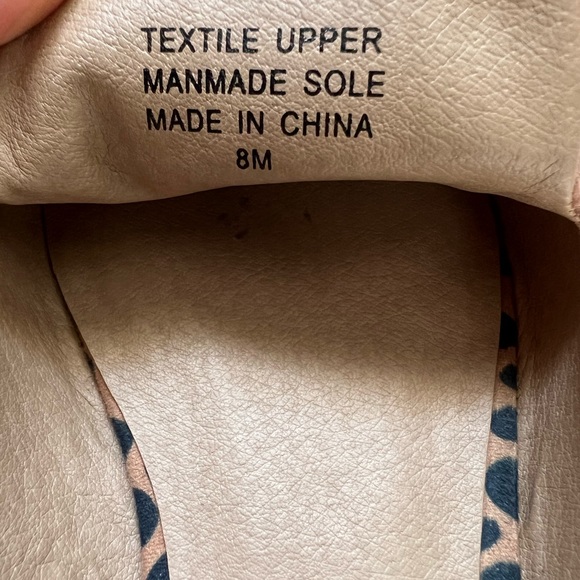 TEXTILE UPPER
MANMADE SOLE
MADE IN CHINA
8M